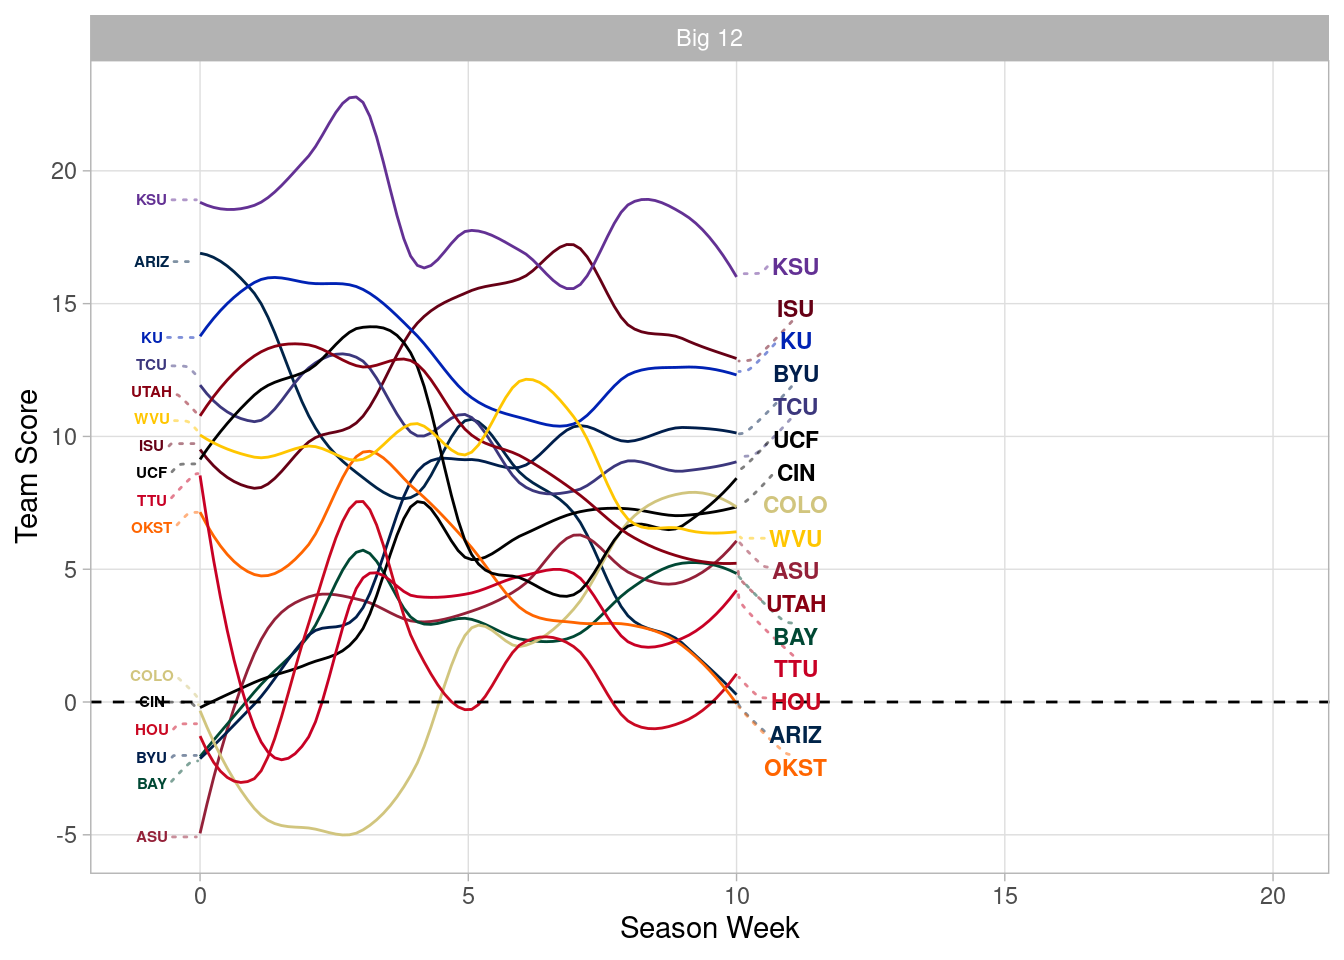 Big 12
Team Score
20
15
10
5
0
-5
KSU
ARIZ
KU
TCU
UTAH
WVU
ISU
UCF
TTU
OKST
COLO
CIN
HOU
BYU
BAY
ASU
KSU
ISU
KU
BYU
TCU
UCF
CIN
COLO
WVU
ASU
UTAH
BAY
TTU
HOU
ARIZ
OKST
0
5
10
15
20
Season Week